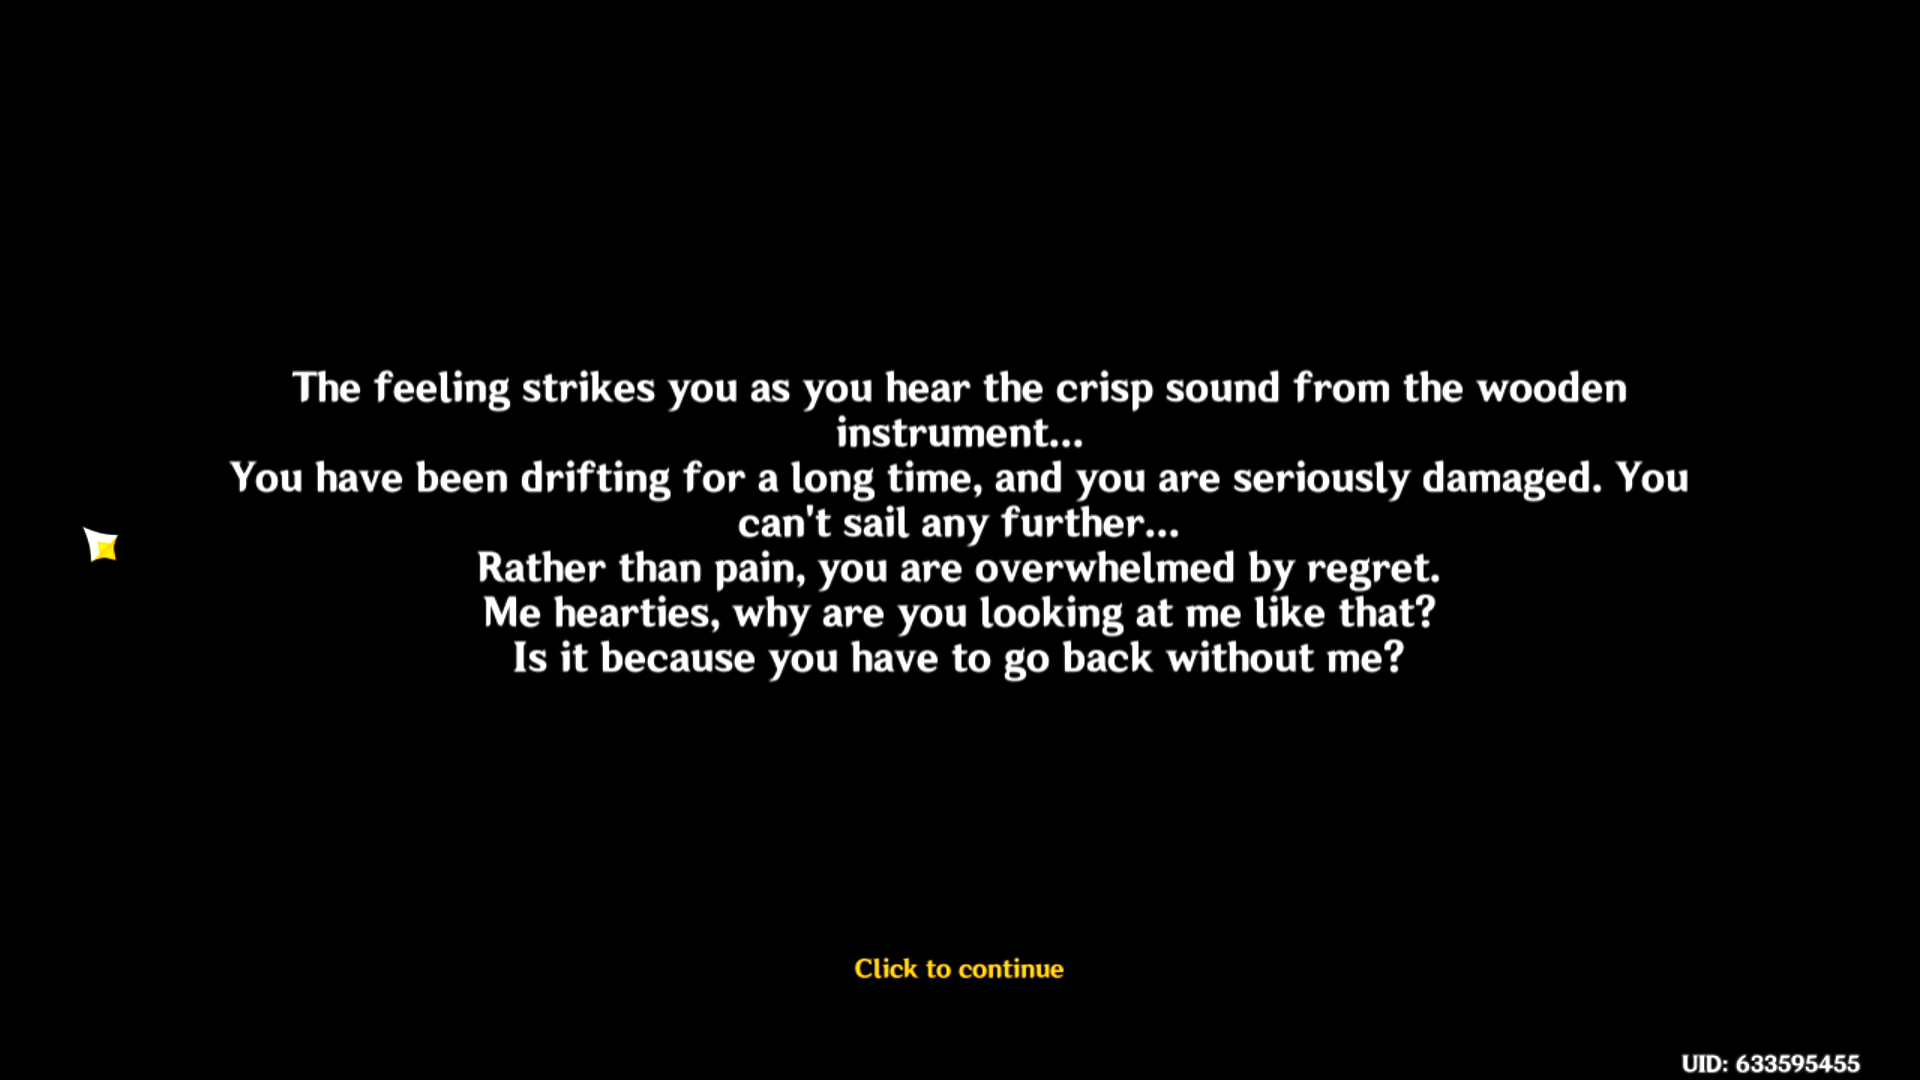 The feeling strikes you as you hear the crisp sound from the wooden
instrument...
You have been drifting for a long time, and you are seriously damaged. You
can't sail any further...
Rather than pain, you are overwhelmed by regret.
Me hearties, why are you looking at me like that?
Is it because you have to go back without me?
Click to continue
UID: 633595455